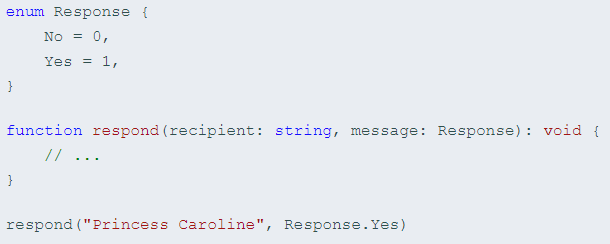 enum Response {
    No = 0,
    Yes = 1,
}
function respond(recipient: string, message: Response): void {
    // ...
}
respond("Princess Caroline", Response.Yes)